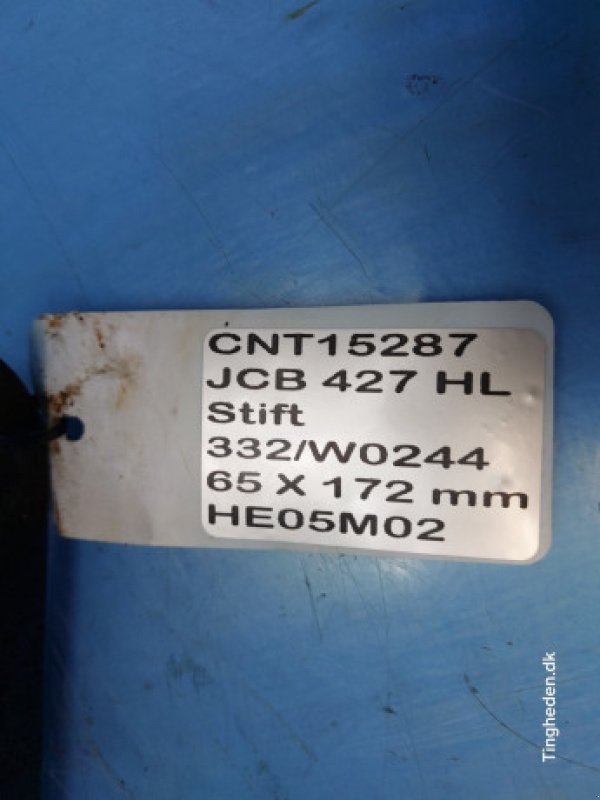 CNT15287
JCB 427 HL
Stift
332/W0244
65 X 172 mm
HE05M02
Tingheden.dk